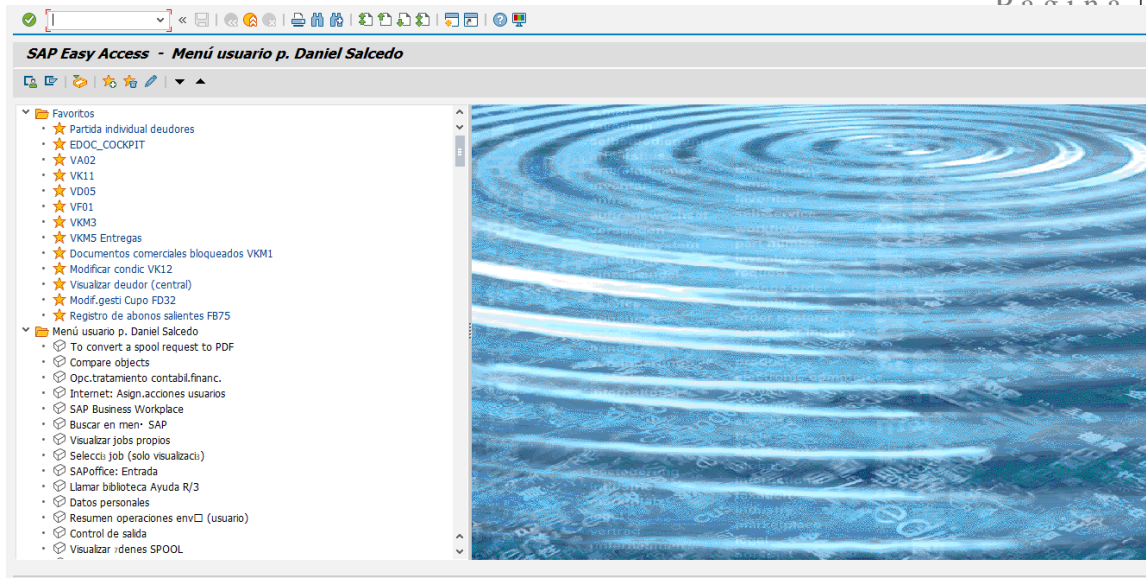 Página
SAP Easy Access - Menú usuario p. Daniel Salcedo
Favoritos
Partida individual deudores
EDOC_COCKPIT
VA02
VK11
VD05
VF01
VKM3
VKM5 Entregas
Documentos comerciales bloqueados VKM1
Modificar condic VK12
Visualizar deudor (central)
Modif.gesti Cupo FD32
Registro de abonos salientes FB75
Menú usuario p. Daniel Salcedo
To convert a spool request to PDF
Compare objects
Opc.tratamiento contabil.financ.
Internet: Asign.acciones usuarios
SAP Business Workplace
Buscar en men· SAP
Visualizar jobs propios
job (solo
SAPoffice: Entrada
Llamar biblioteca Ayuda R/3
Datos personales
Resumen operaciones env□ (usuario)
Control de salida
Visualizar SPOOL
marketplace